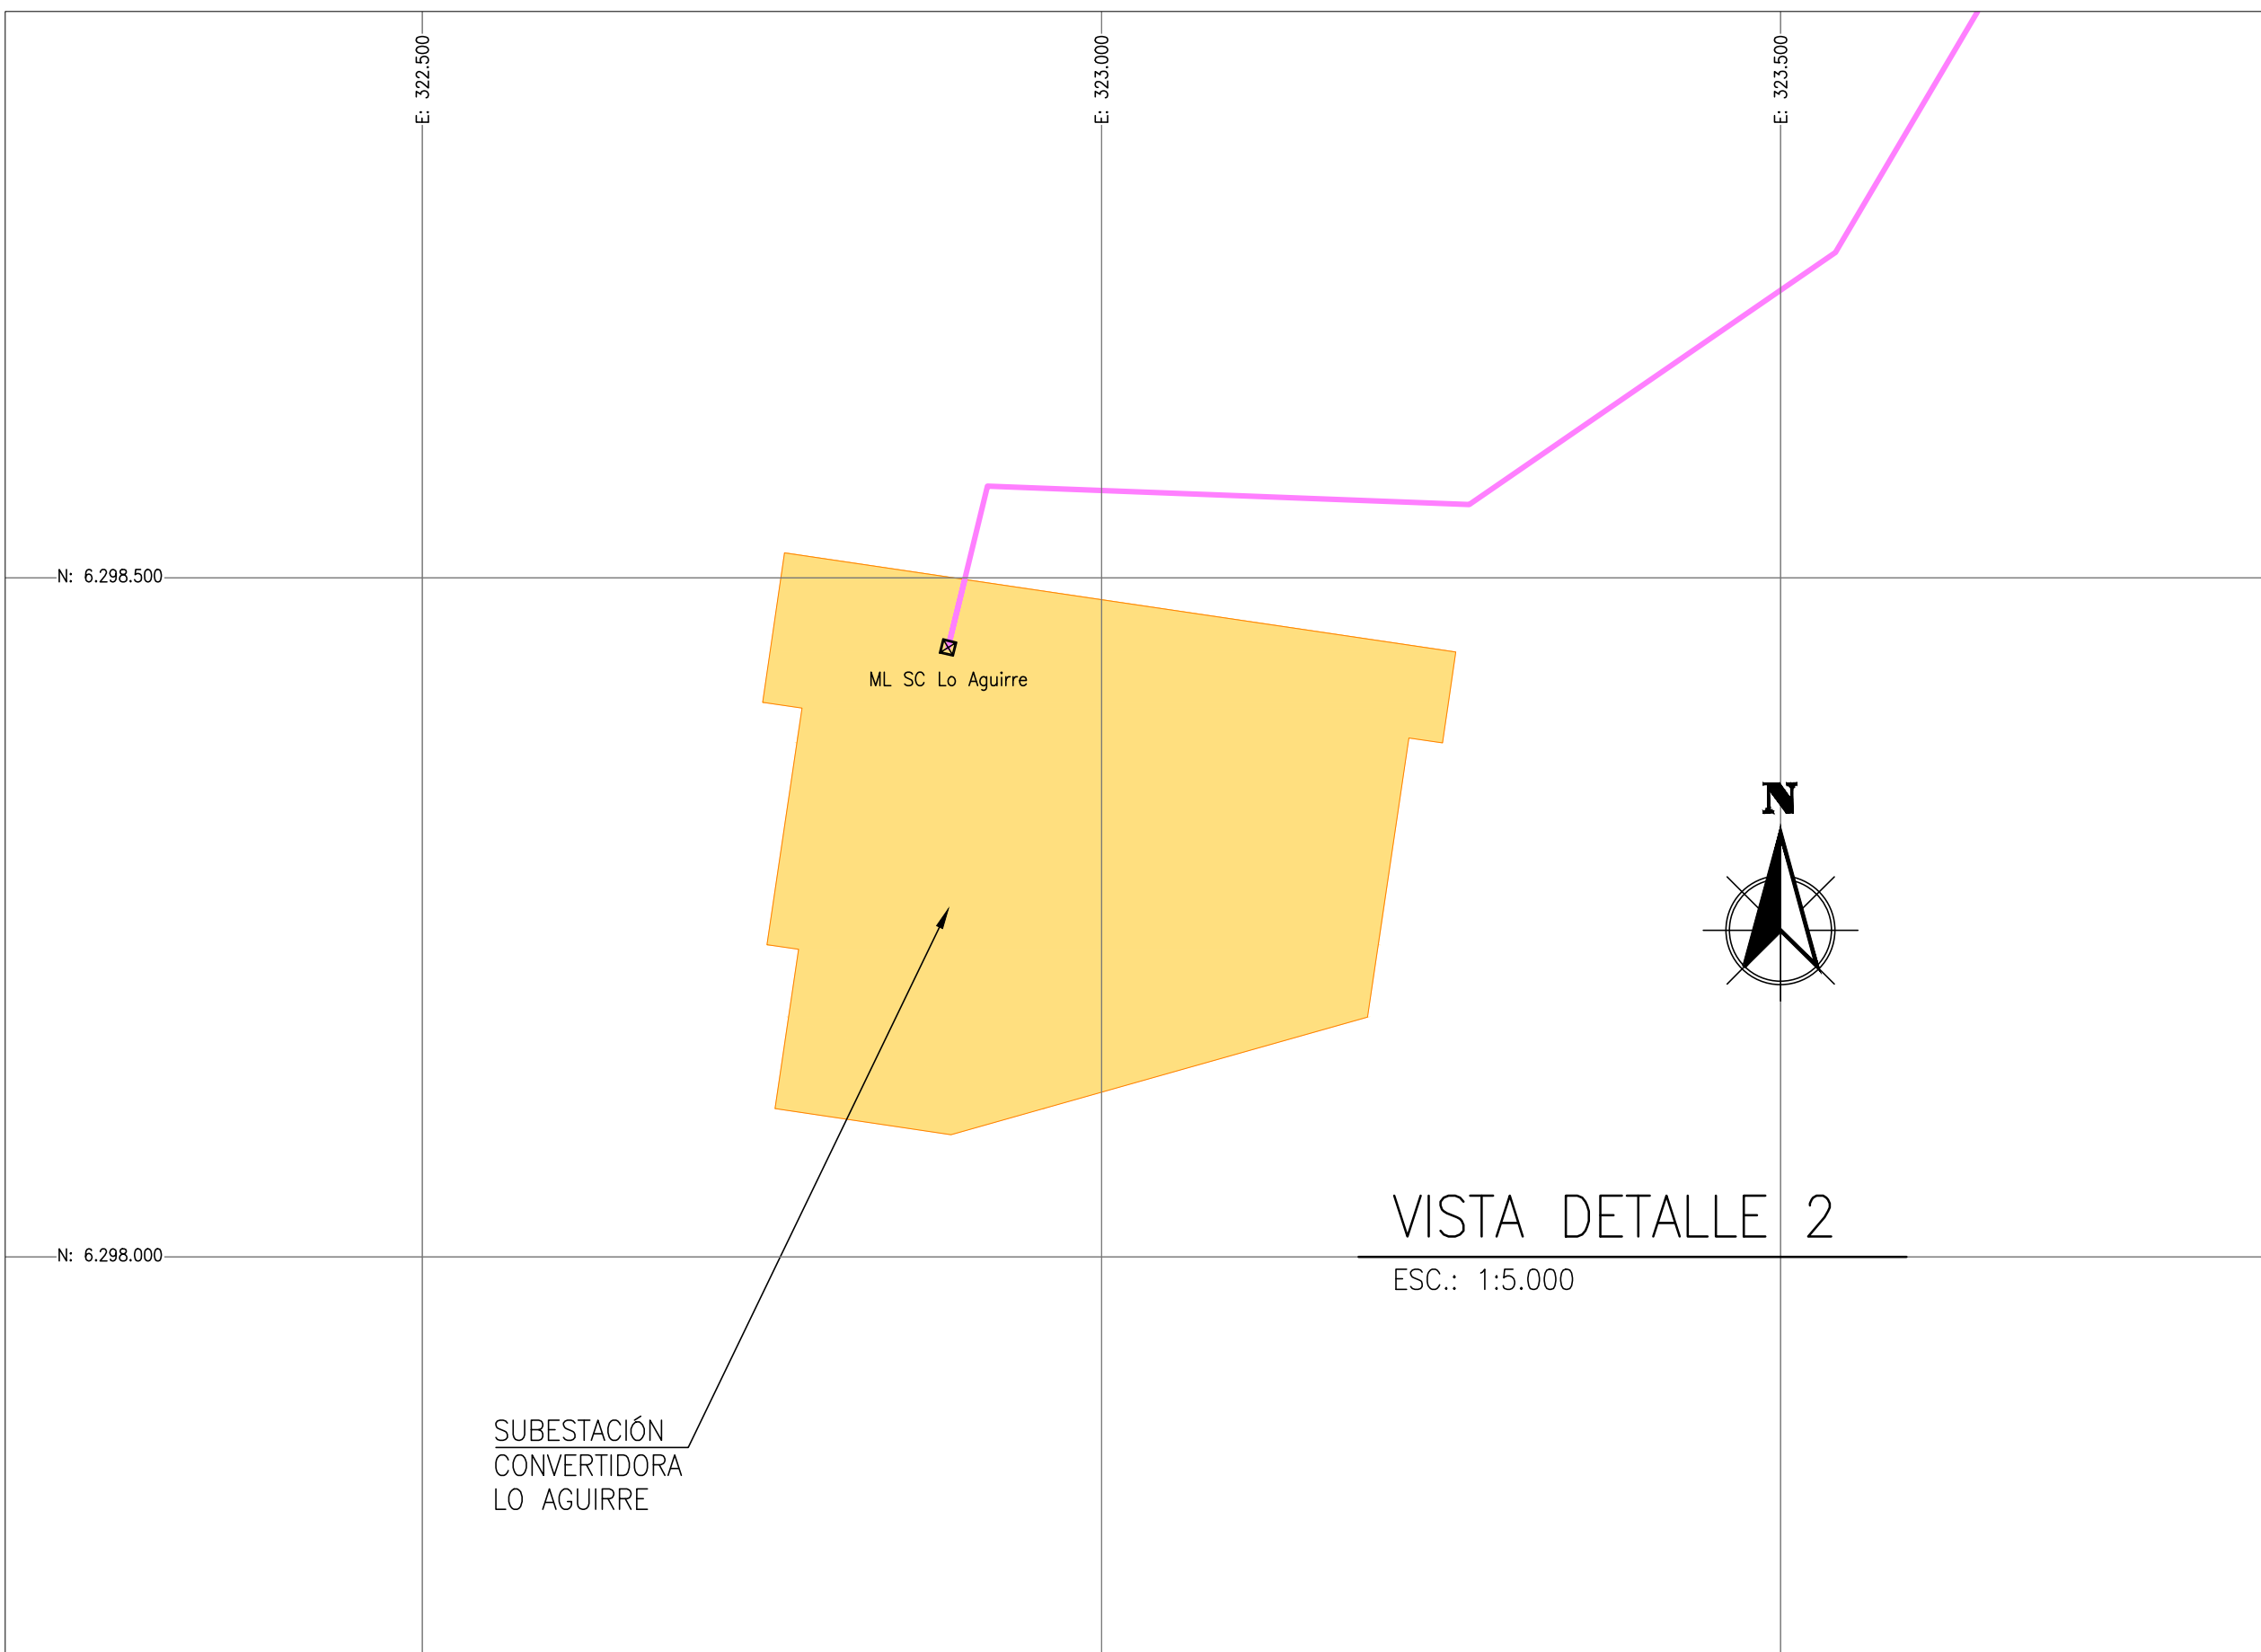 E: 322.500
E: 323.000
E: 323.500
N: 6.298.500
ML SC Lo Aguirre
N
VISTA DETALLE 2
N: 6.298.000
ESC.: 1:5.000
SUBESTACIÓN
CONVERTIDORA
LO AGUIRRE